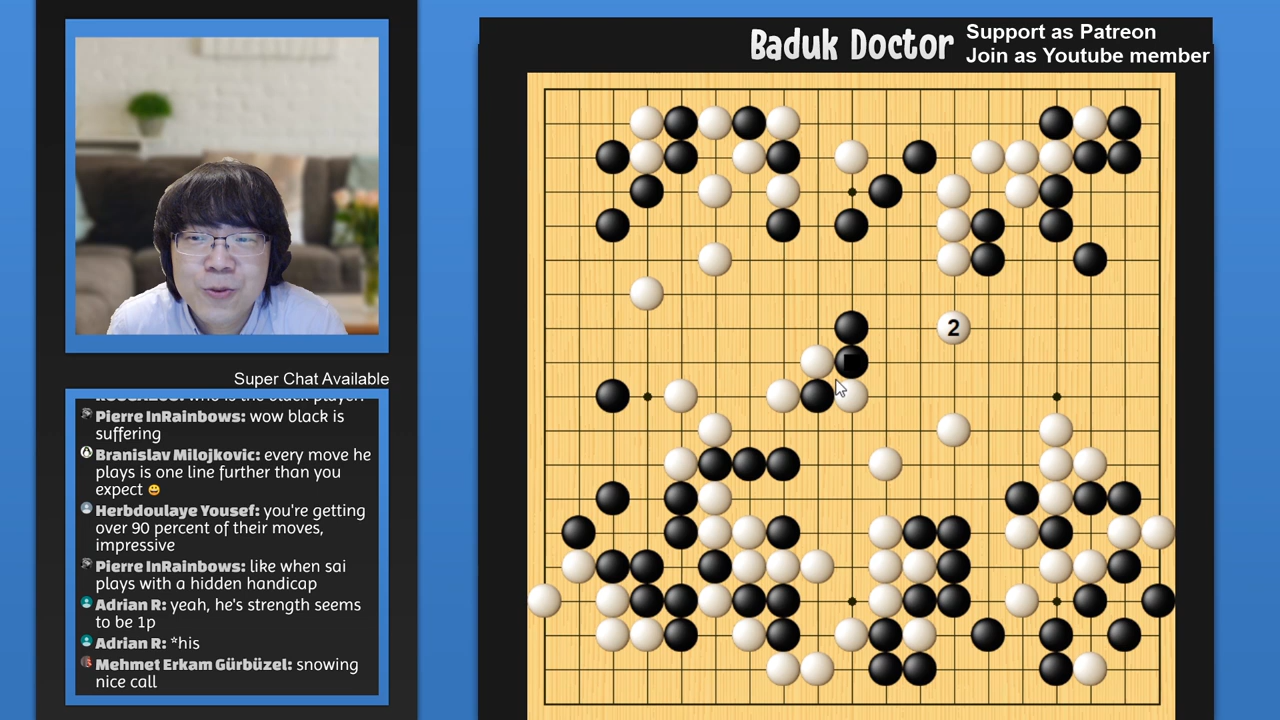 Baduk Doctor
Support as Patreon
Join as Youtube member
2
Super Chat Available
Pierre InRainbows: wow black is
suffering
Branislav Milojkovic: every move he
plays is one line further than you
expect 😀
Herbdoulaye Yousef: you're getting
over 90 percent of their moves,
impressive
Pierre InRainbows: like when sai
plays with a hidden handicap
Adrian R: yeah, he's strength seems
to be 1p
Adrian R: *his
Mehmet Erkam Gürbüzel: snowing
nice call